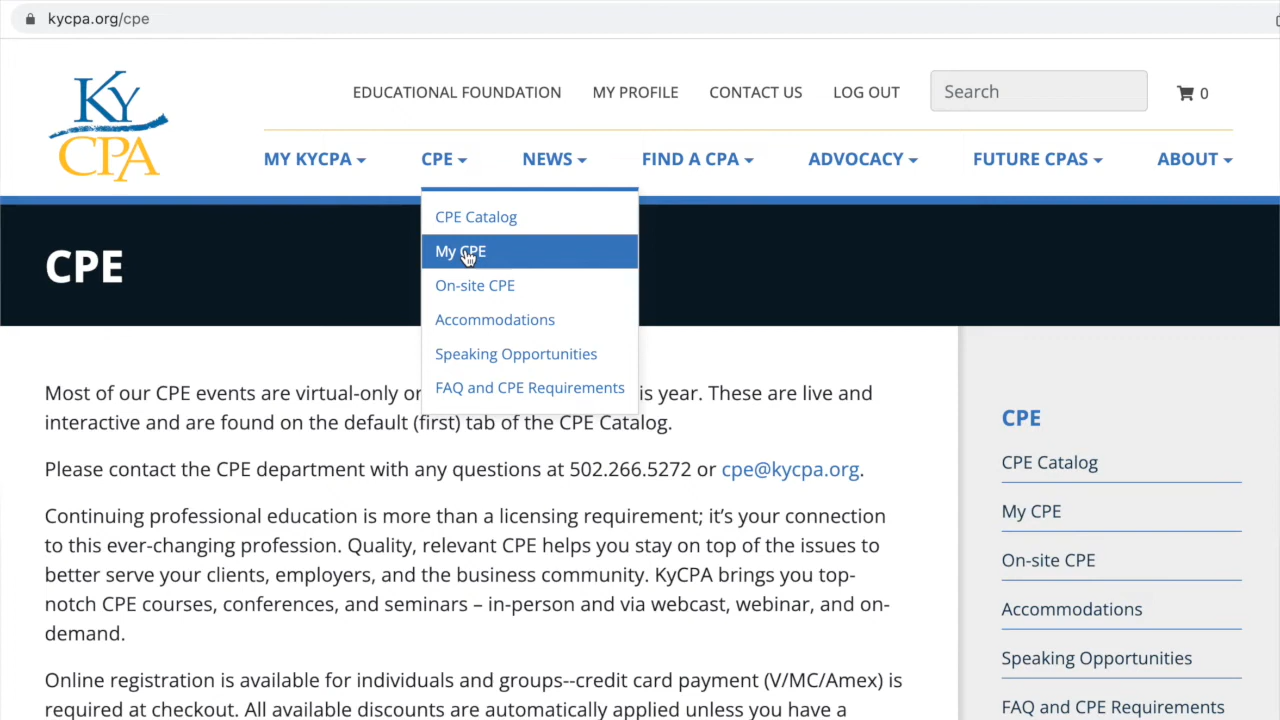 kycpa.org/cpe
EDUCATIONAL FOUNDATION MY PROFILE CONTACT US LOG OUT Search 0
KY
CPA
MY KYCPA CPE NEWS FIND A CPA ADVOCACY FUTURE CPAS ABOUT
CPE
CPE Catalog
My CPE
On-site CPE
Accommodations
Speaking Opportunities
FAQ and CPE Requirements
Most of our CPE events are virtual-only or is year. These are live and
interactive and are found on the default (first) tab of the CPE Catalog.
Please contact the CPE department with any questions at 502.266.5272 or cpe@kycpa.org.
Continuing professional education is more than a licensing requirement; it’s your connection
to this ever-changing profession. Quality, relevant CPE helps you stay on top of the issues to
better serve your clients, employers, and the business community. KyCPA brings you top-
notch CPE courses, conferences, and seminars – in-person and via webcast, webinar, and on-
demand.
Online registration is available for individuals and groups--credit card payment (V/MC/Amex) is
required at checkout. All available discounts are automatically applied unless you have a
CPE
CPE Catalog
My CPE
On-site CPE
Accommodations
Speaking Opportunities
FAQ and CPE Requirements